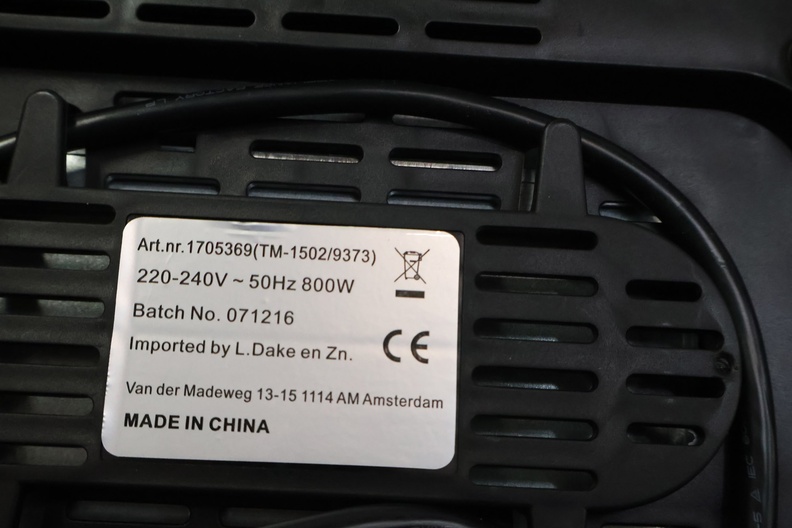 Art.nr.1705369(TM-1502/9373)
220-240V ~ 50Hz 800W
Batch No. 071216
Imported by L.Dake en Zn.
CE
Van der Madeweg 13-15 1114 AM Amsterdam
MADE IN CHINA